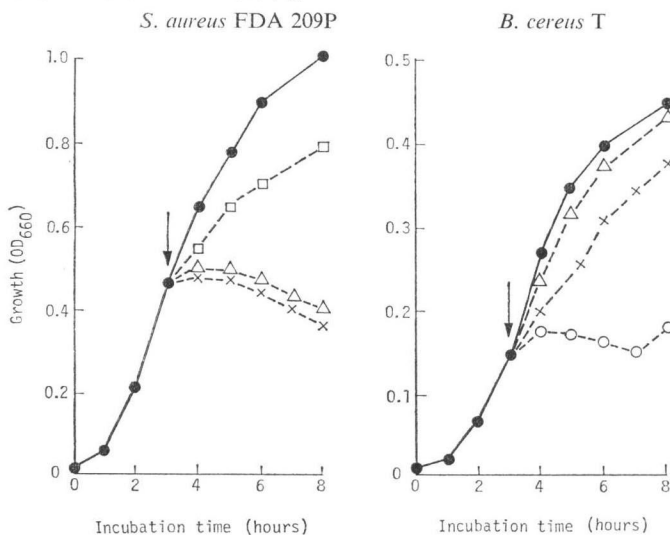 S. aureus FDA 209P
B. cereus T
1.0
0.8
0.6
0.4
0.2
0
Growth (OD660)
0 2 4 6 8
Incubation time (hours)
0.5
0.4
0.3
0.2
0.1
0
0 2 4 6 8
Incubation time (hours)